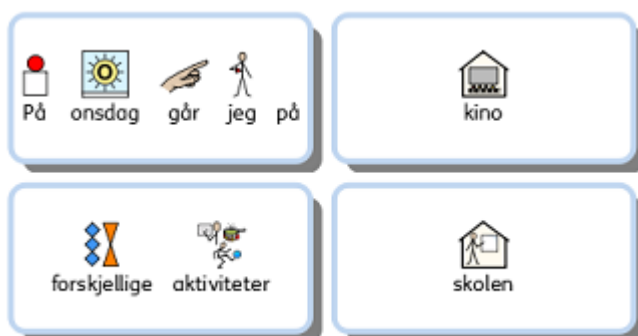 På onsdag går jeg på
kino
forskjellige aktiviteter
skolen